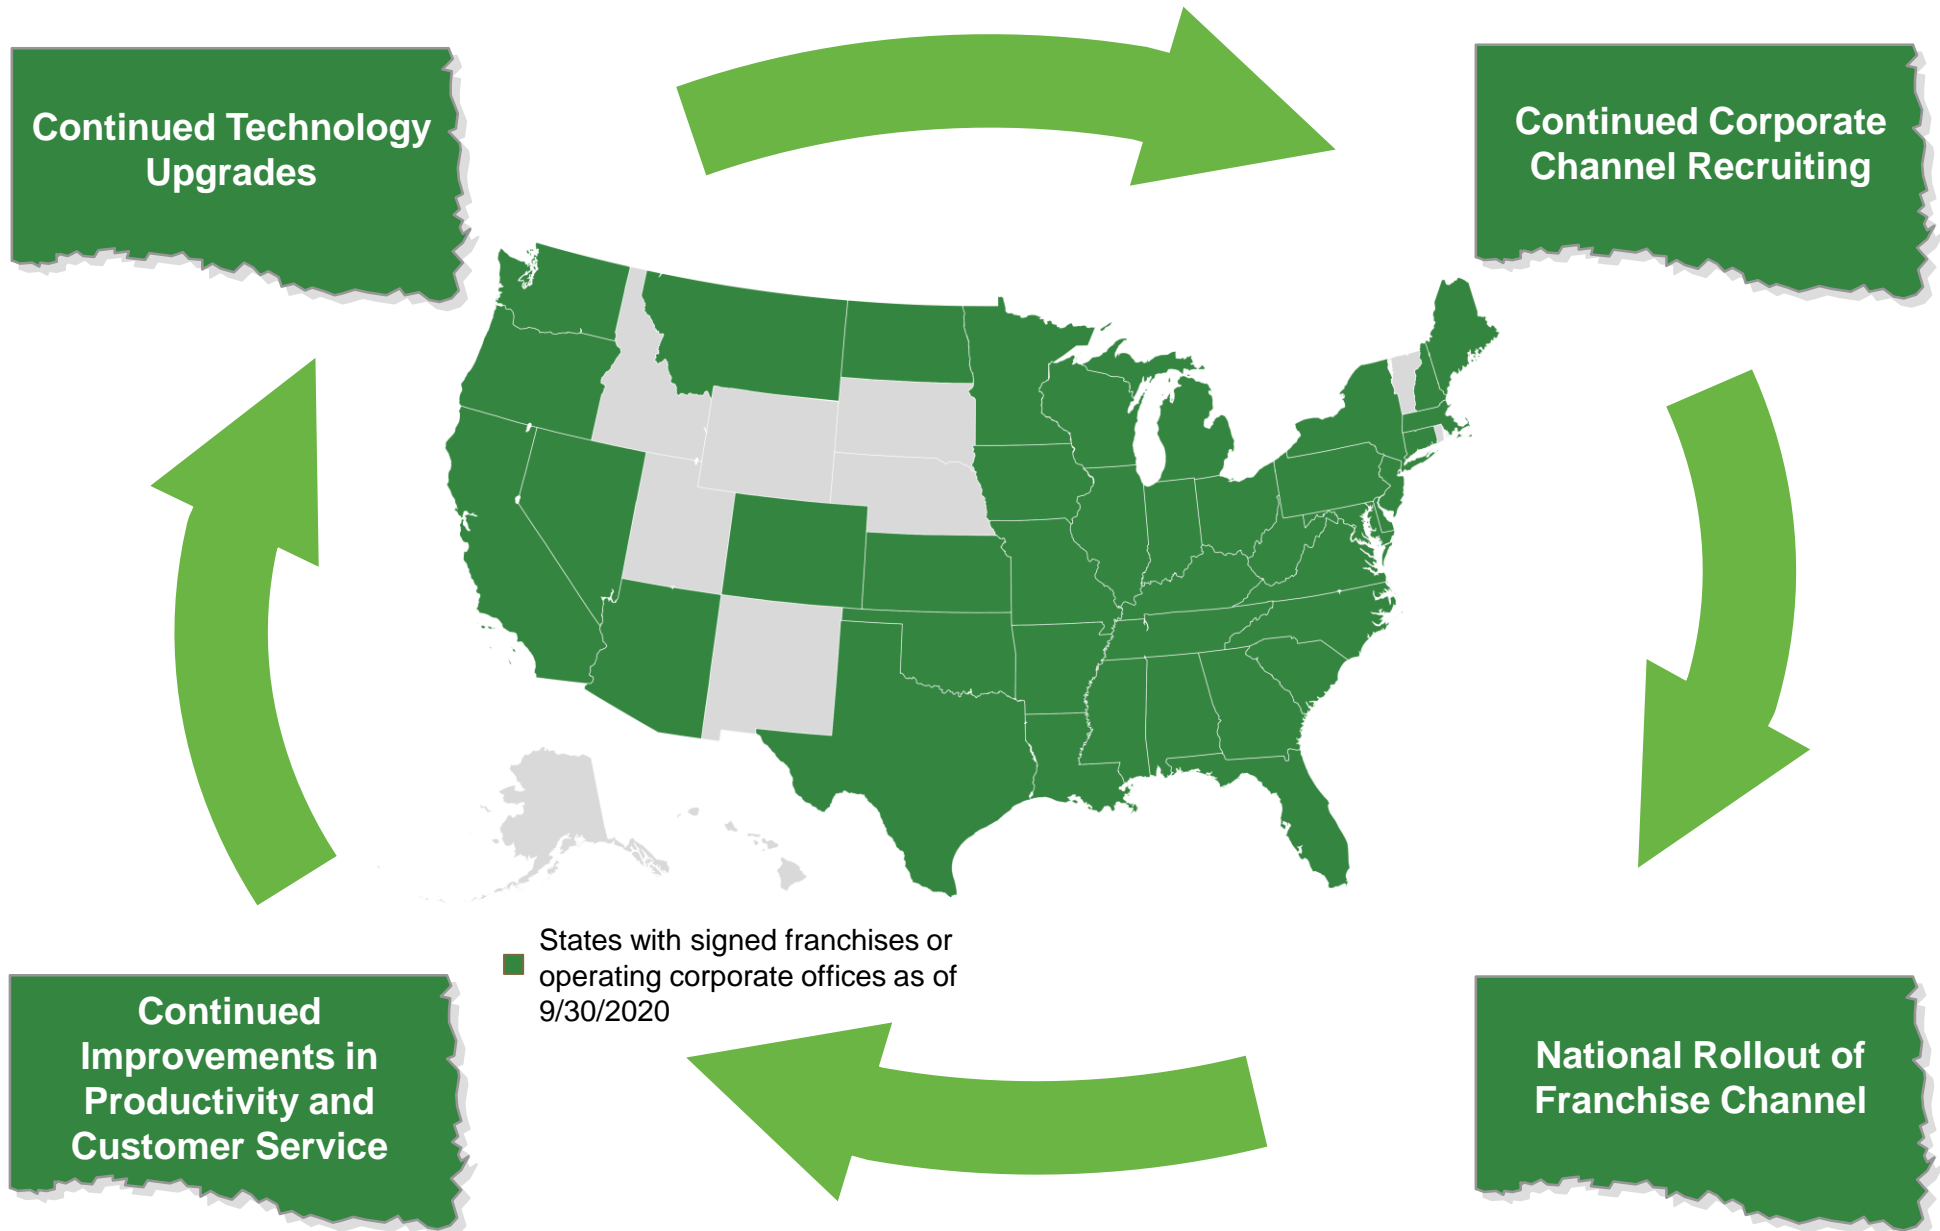 Continued Technology
Upgrades
Continued Corporate
Channel Recruiting
States with signed franchises or
operating corporate offices as of
9/30/2020
Continued
Improvements in
Productivity and
Customer Service
National Rollout of
Franchise Channel